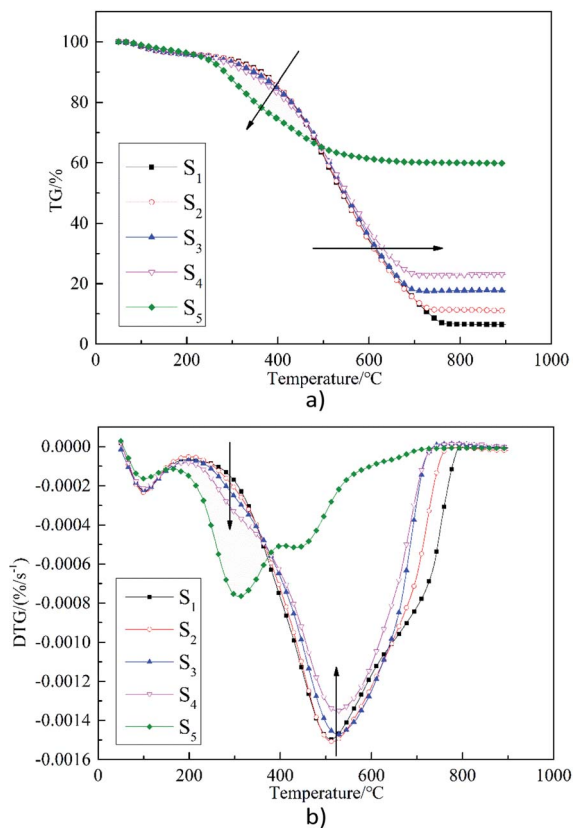 100
80
60
40
20
0
TG/%
S1
S2
S3
S4
S5
0 200 400 600 800 1000
Temperature/℃
a)
0.0000
-0.0002
-0.0004
-0.0006
-0.0008
-0.0010
-0.0012
-0.0014
-0.0016
DTG/(%/s-1)
S1
S2
S3
S4
S5
0 200 400 600 800 1000
Temperature/℃
b)